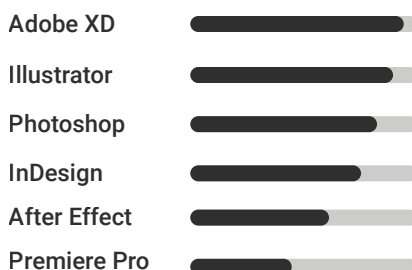 Adobe XD
Illustrator
Photoshop
InDesign
After Effect
Premiere Pro